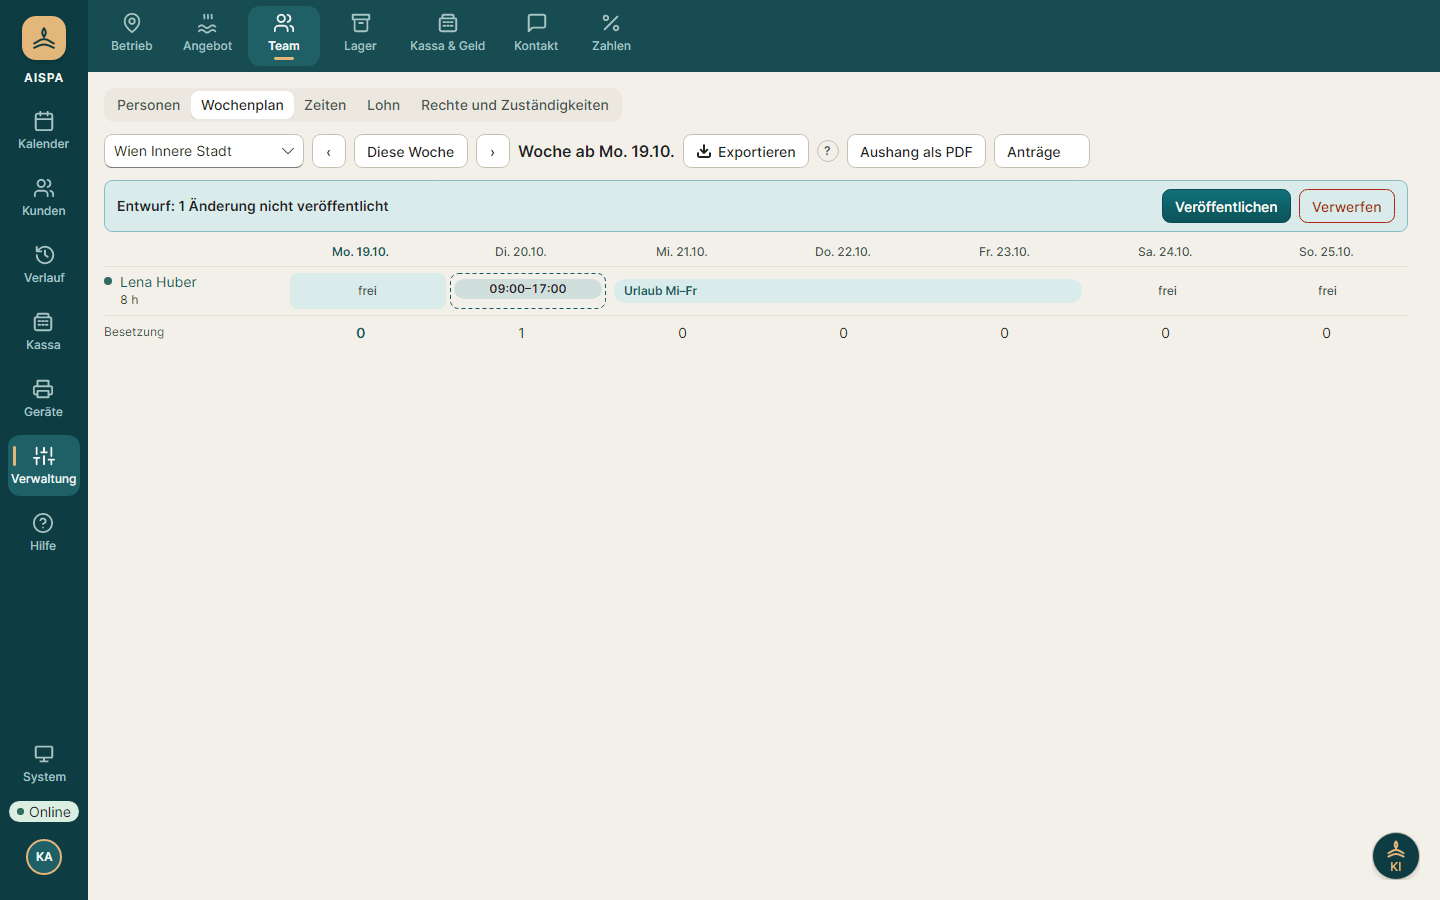 AISPA
Kalender
Kunden
Verlauf
Kassa
Geräte
Verwaltung
Hilfe
System
Online
KA
Betrieb
Angebot
Team
Lager
Kassa & Geld
Kontakt
Zahlen
Personen
Wochenplan
Zeiten
Lohn
Rechte und Zuständigkeiten
Wien Innere Stadt
‹
Diese Woche
›
Woche ab Mo. 19.10.
Exportieren
?
Aushang als PDF
Anträge
Entwurf: 1 Änderung nicht veröffentlicht
Veröffentlichen
Verwerfen
Mo. 19.10.
Di. 20.10.
Mi. 21.10.
Do. 22.10.
Fr. 23.10.
Sa. 24.10.
So. 25.10.
Lena Huber
8 h
frei
09:00–17:00
Urlaub Mi–Fr
frei
frei
Besetzung
0
1
0
0
0
0
0
KI